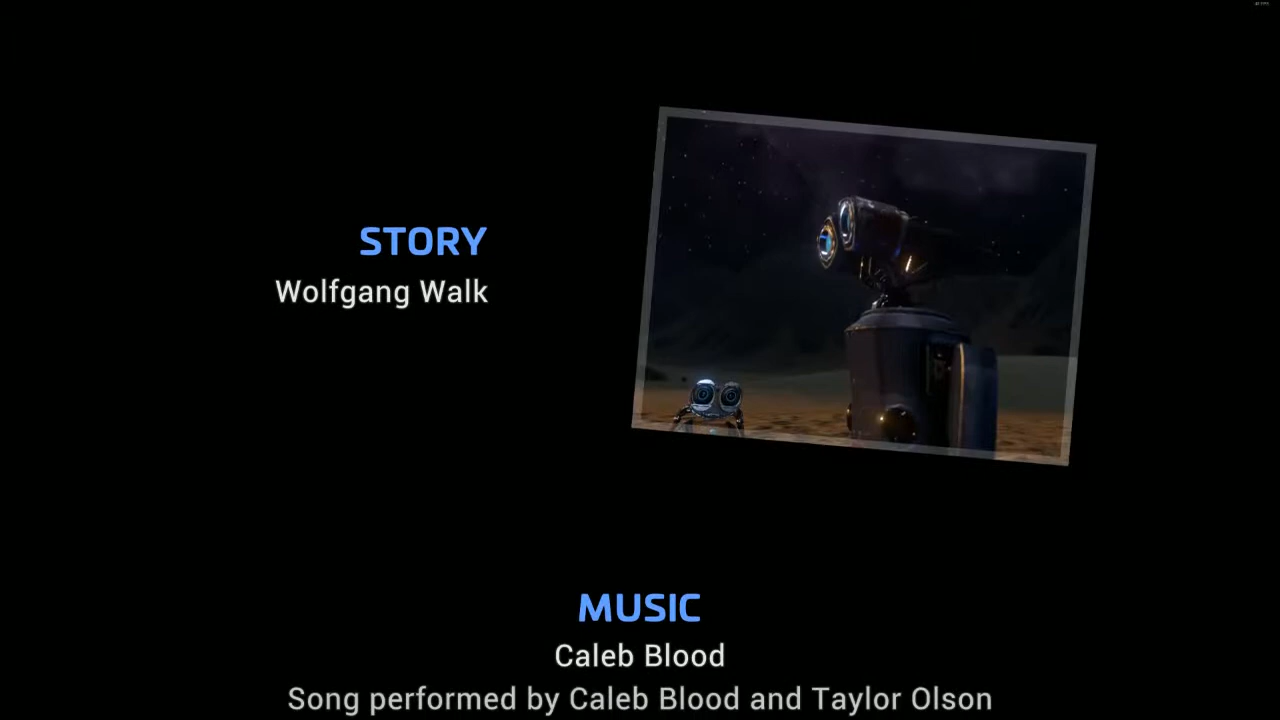 STORY
Wolfgang Walk
MUSIC
Caleb Blood
Song performed by Caleb Blood and Taylor Olson